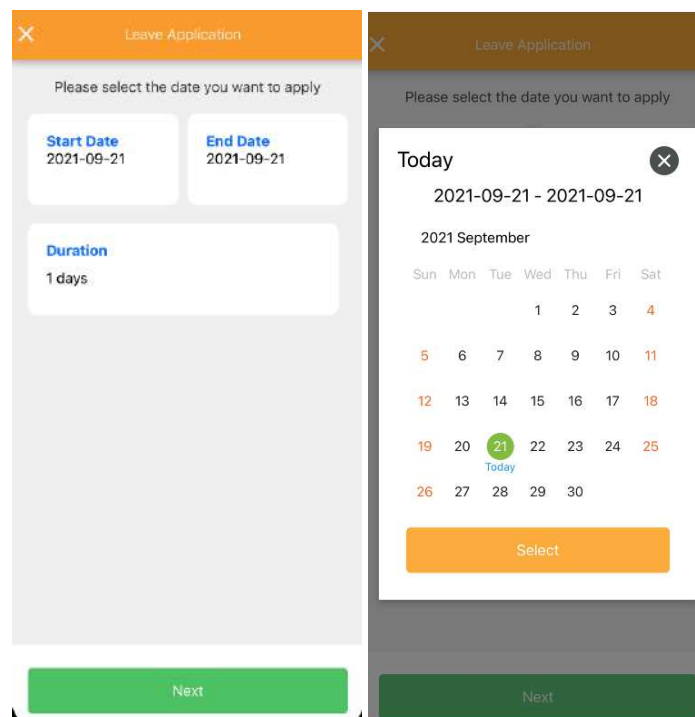 Leave Application
Please select the date you want to apply
Start Date
2021-09-21
End Date
2021-09-21
Duration
1 days
Next
Leave Application
Please select the date you want to apply
Today
2021-09-21 - 2021-09-21
2021 September
Sun Mon Tue Wed Thu Fri Sat
1 2 3 4
5 6 7 8 9 10 11
12 13 14 15 16 17 18
19 20 21 22 23 24 25
Today
26 27 28 29 30
Select
Next